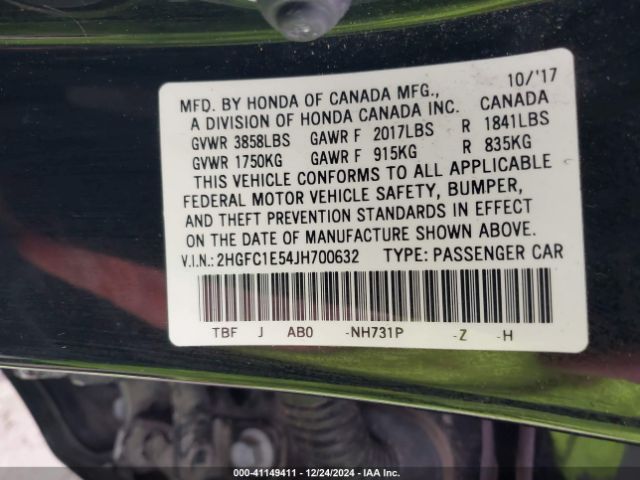 MFD. BY HONDA OF CANADA MFG., 10/'17
A DIVISION OF HONDA CANADA INC. CANADA
GVWR 3858LBS GAWR F 2017LBS R 1841LBS
GVWR 1750KG GAWR F 915KG R 835KG
THIS VEHICLE CONFORMS TO ALL APPLICABLE
FEDERAL MOTOR VEHICLE SAFETY, BUMPER,
AND THEFT PREVENTION STANDARDS IN EFFECT
ON THE DATE OF MANUFACTURE SHOWN ABOVE.
V.I.N.: 2HGFC1E54JH700632 TYPE: PASSENGER CAR
TBF J AB0 -NH731P -Z -H
000-41149411 - 12/24/2024 - IAA Inc.